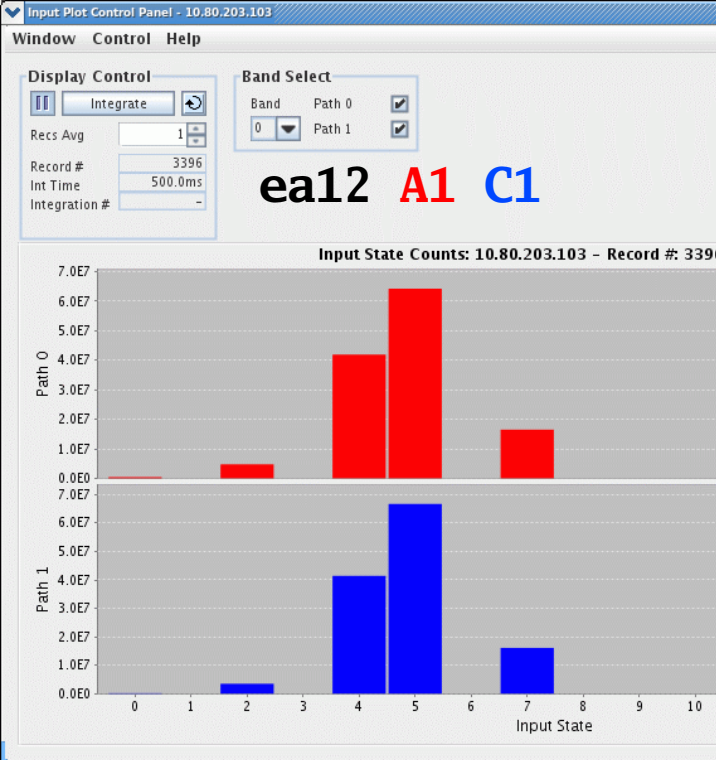 Input Plot Control Panel - 10.80.203.103
Window Control Help
Display Control
Integrate
Recs Avg 1
Record # 3396
Int Time 500.0ms
Integration # –
Band Select
Band Path 0
0 Path 1
ea12 A1 C1
Input State Counts: 10.80.203.103 – Record #: 339
7.0E7
6.0E7
5.0E7
4.0E7
3.0E7
2.0E7
1.0E7
0.0E0
Path 0
7.0E7
6.0E7
5.0E7
4.0E7
3.0E7
2.0E7
1.0E7
0.0E0
Path 1
0 1 2 3 4 5 6 7 8 9 10
Input State